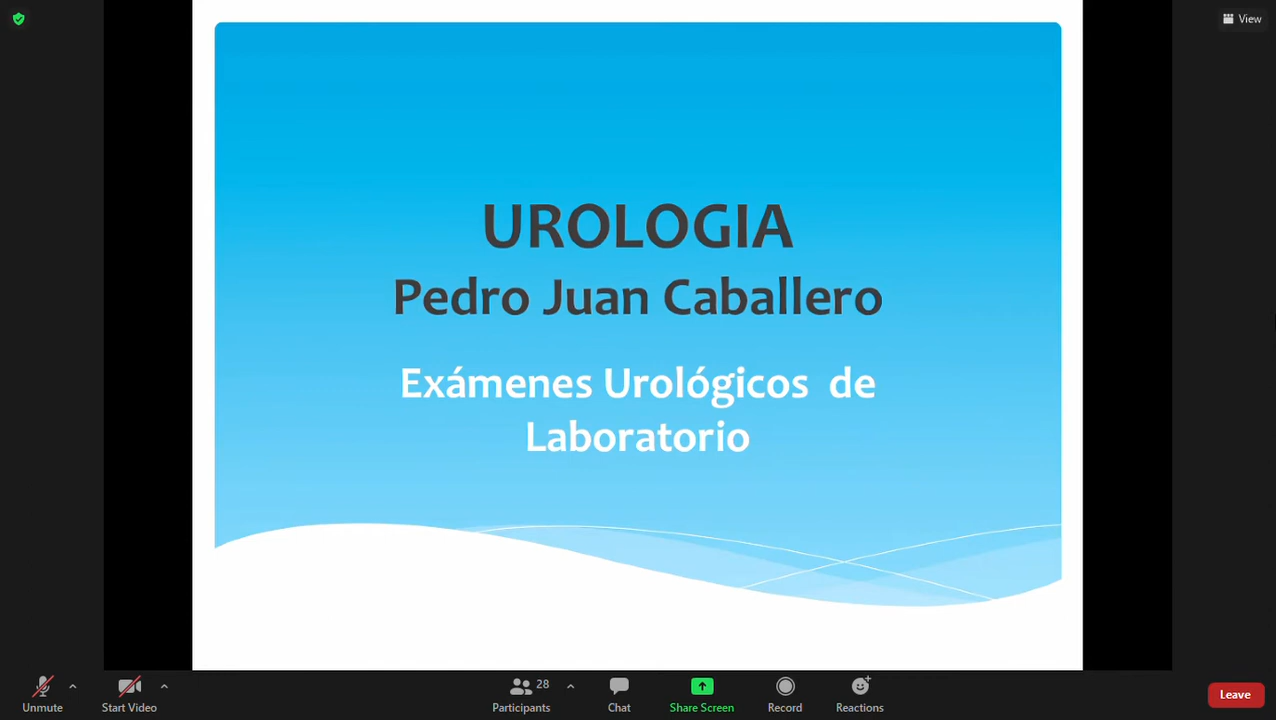 View
UROLOGIA
Pedro Juan Caballero
Exámenes Urológicos de
Laboratorio
Unmute
Start Video
28
Participants
Chat
Share Screen
Record
Reactions
Leave